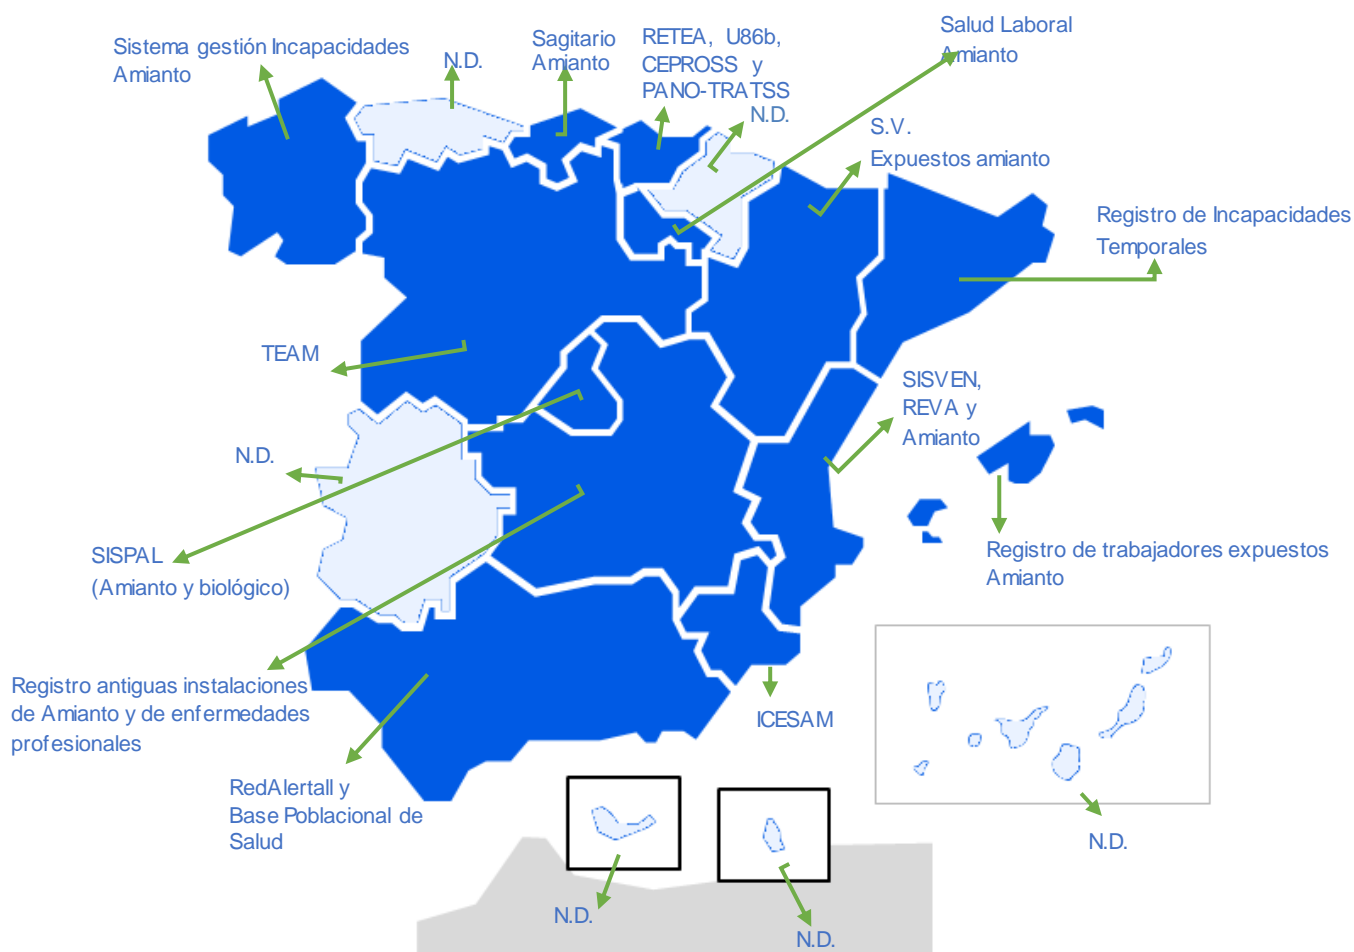 Sistema gestión Incapacidades
Amianto
N.D.
Sagitario
Amianto
RETEA, U86b,
CEPROSS y
PANO-TRATSS
N.D.
Salud Laboral
Amianto
S.V.
Expuestos amianto
Registro de Incapacidades
Temporales
TEAM
SISVEN,
REVA y
Amianto
N.D.
SISPAL
(Amianto y biológico)
Registro de trabajadores expuestos
Amianto
Registro antiguas instalaciones
de Amianto y de enfermedades
profesionales
ICESAM
RedAlertall y
Base Poblacional de
Salud
N.D.
N.D.
N.D.